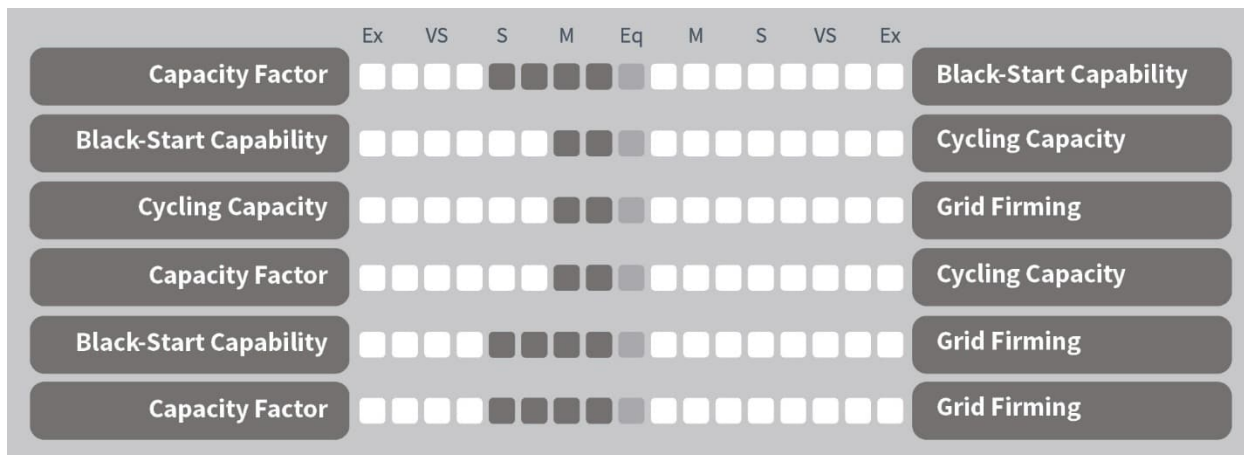 Ex VS S M Eq M S VS Ex
Capacity Factor Black-Start Capability
Black-Start Capability Cycling Capacity
Cycling Capacity Grid Firming
Capacity Factor Cycling Capacity
Black-Start Capability Grid Firming
Capacity Factor Grid Firming